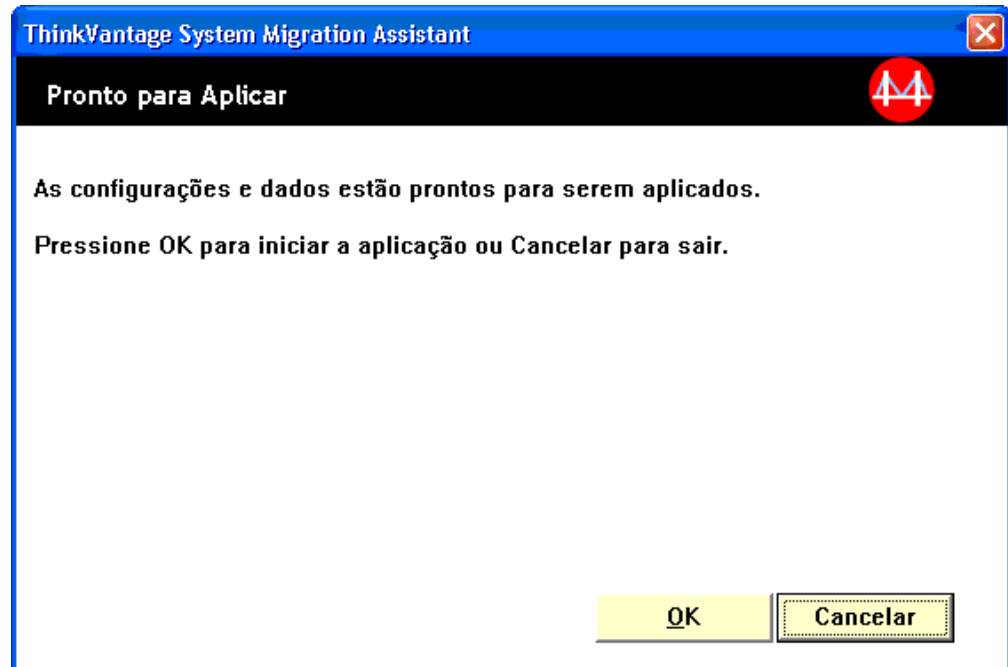 ThinkVantage System Migration Assistant
Pronto para Aplicar
As configurações e dados estão prontos para serem aplicados.
Pressione OK para iniciar a aplicação ou Cancelar para sair.
OK
Cancelar